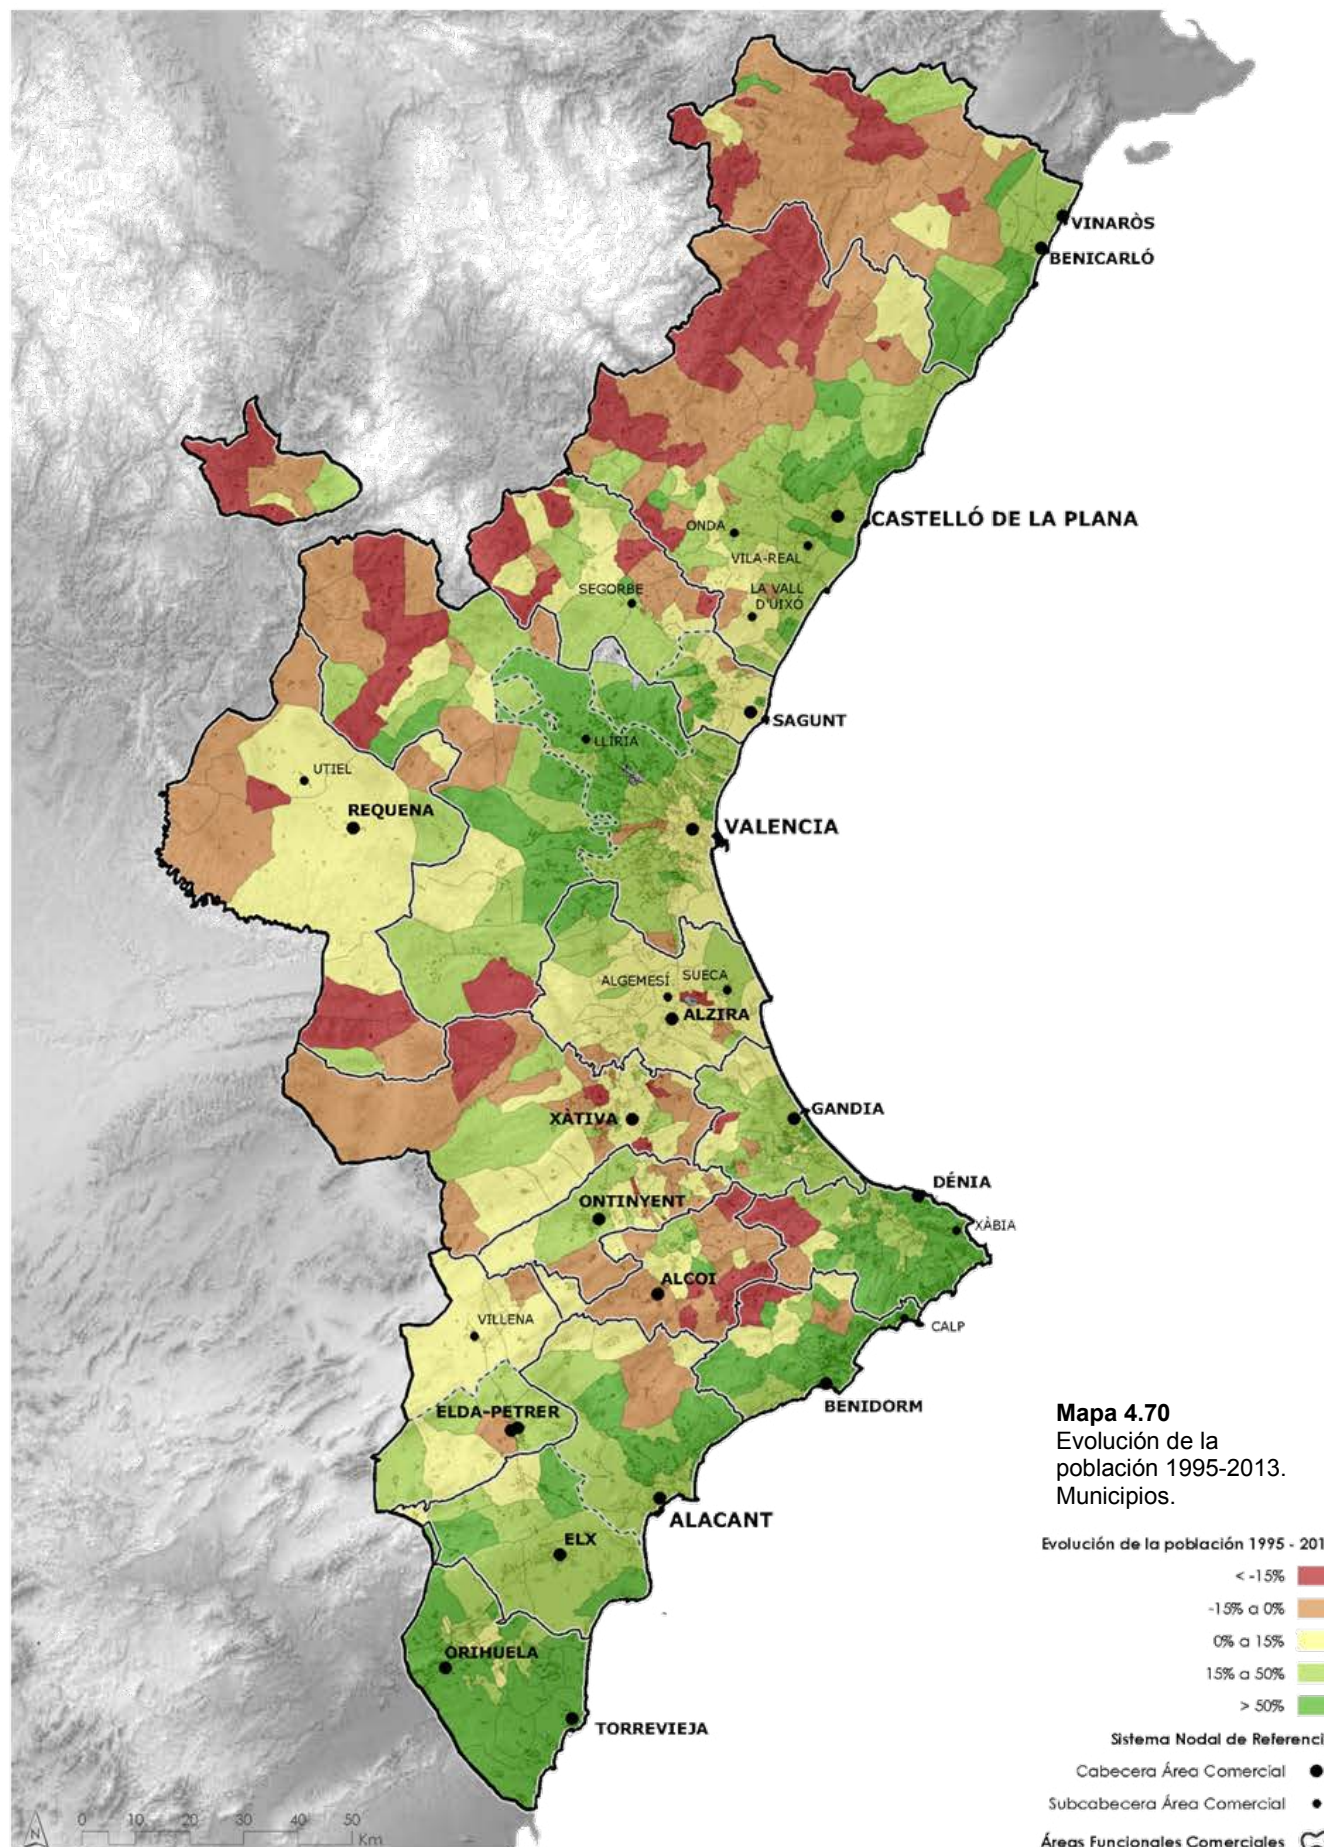 VINARÒS
BENICARLÓ
CASTELLÓ DE LA PLANA
ONDA
VILA-REAL
SEGORBE
LA VALL
D'UIXÓ
SAGUNT
LLÍRIA
UTIEL
REQUENA
VALENCIA
ALGEMESÍ
SUECA
ALZIRA
XÀTIVA
GANDIA
DÉNIA
ONTINYENT
XÀBIA
ALCOI
VILLENA
CALP
BENIDORM
ELDA-PETRER
Mapa 4.70
Evolución de la
población 1995-2013.
Municipios.
ALACANT
ELX
Evolución de la población 1995 - 201
< -15%
-15% a 0%
0% a 15%
15% a 50%
> 50%
ORIHUELA
TORREVIEJA
Sistema Nodal de Referenci
Cabecera Área Comercial
Subcabecera Área Comercial
Áreas Funcionales Comerciales
N
0 10 20 30 40 50
Km